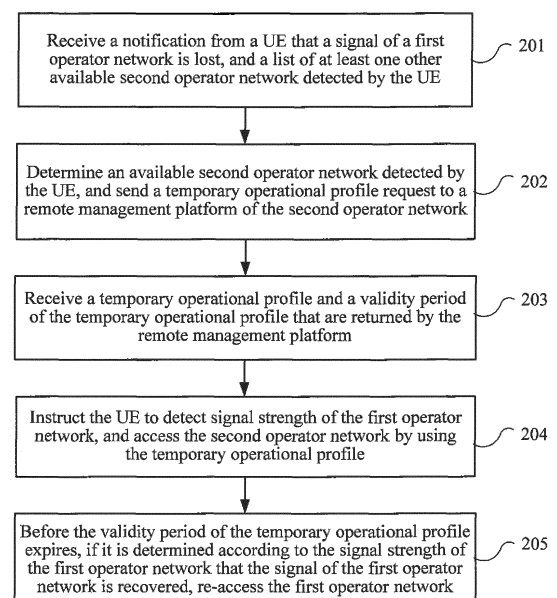 Receive a notification from a UE that a signal of a first
operator network is lost, and a list of at least one other
available second operator network detected by the UE
201
Determine an available second operator network detected by
the UE, and send a temporary operational profile request to a
remote management platform of the second operator network
202
Receive a temporary operational profile and a validity period
of the temporary operational profile that are returned by the
remote management platform
203
Instruct the UE to detect signal strength of the first operator
network, and access the second operator network by using
the temporary operational profile
204
Before the validity period of the temporary operational profile
expires, if it is determined according to the signal strength of
the first operator network that the signal of the first operator
network is recovered, re-access the first operator network
205